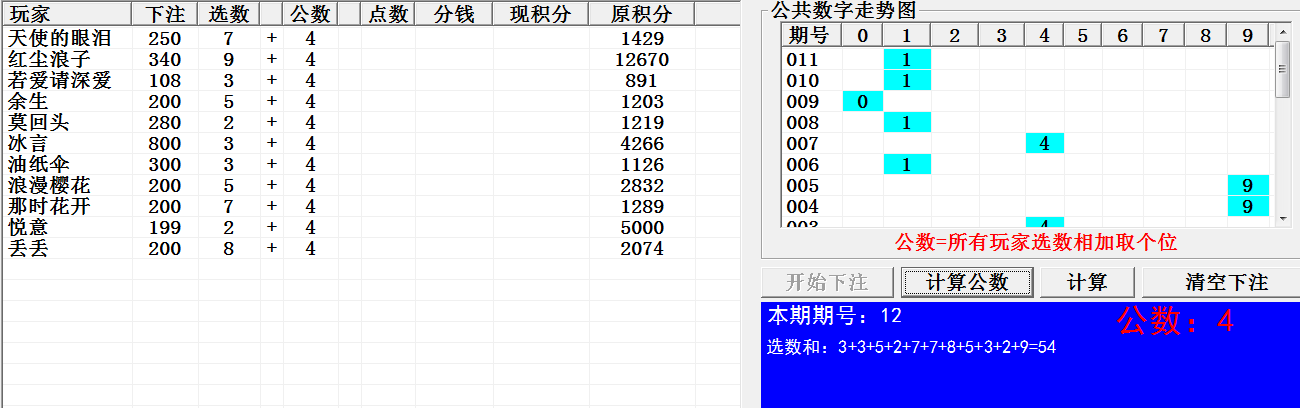 玩家 下注 选数 公数 点数 分钱 现积分 原积分
天使的眼泪 250 7 + 4 1429
红尘浪子 340 9 + 4 12670
若爱请深爱 108 3 + 4 891
余生 200 5 + 4 1203
莫回头 280 2 + 4 1219
冰言 800 3 + 4 4266
油纸伞 300 3 + 4 1126
浪漫樱花 200 5 + 4 2832
那时花开 200 7 + 4 1289
悦意 199 2 + 4 5000
丢丢 200 8 + 4 2074
公共数字走势图
期号 0 1 2 3 4 5 6 7 8 9
011 1
010 1
009 0
008 1
007 4
006 1
005 9
004 9
003 4
公数=所有玩家选数相加取个位
开始下注 计算公数 计算 清空下注
本期期号：12 公数：4
选数和：3+3+5+2+7+7+8+5+3+2+9=54